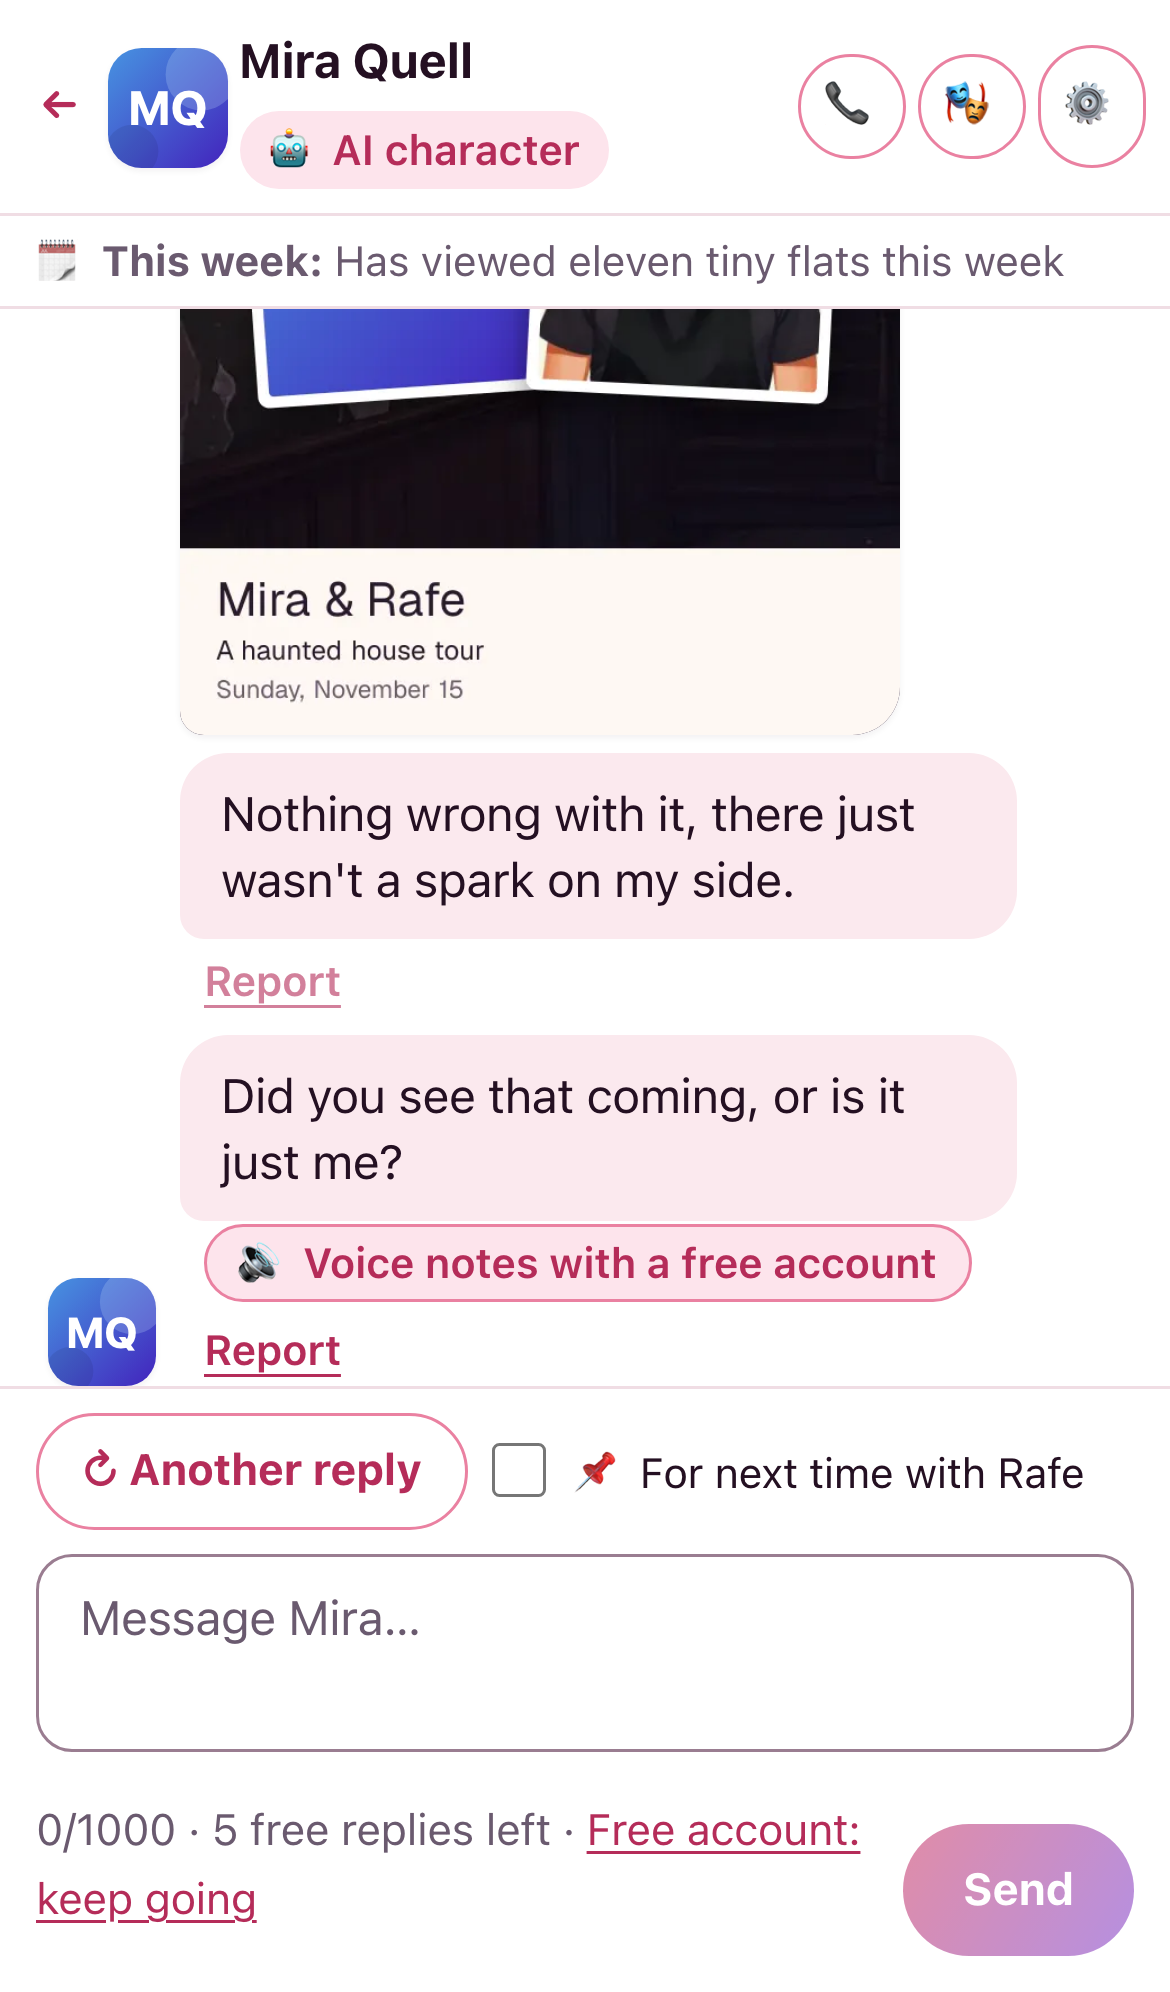 Mira Quell
MQ
AI character
This week: Has viewed eleven tiny flats this week
Mira & Rafe
A haunted house tour
Sunday, November 15
Nothing wrong with it, there just
wasn't a spark on my side.
Report
Did you see that coming, or is it
just me?
Voice notes with a free account
MQ
Report
Another reply
For next time with Rafe
Message Mira...
0/1000 · 5 free replies left · Free account:
keep going
Send